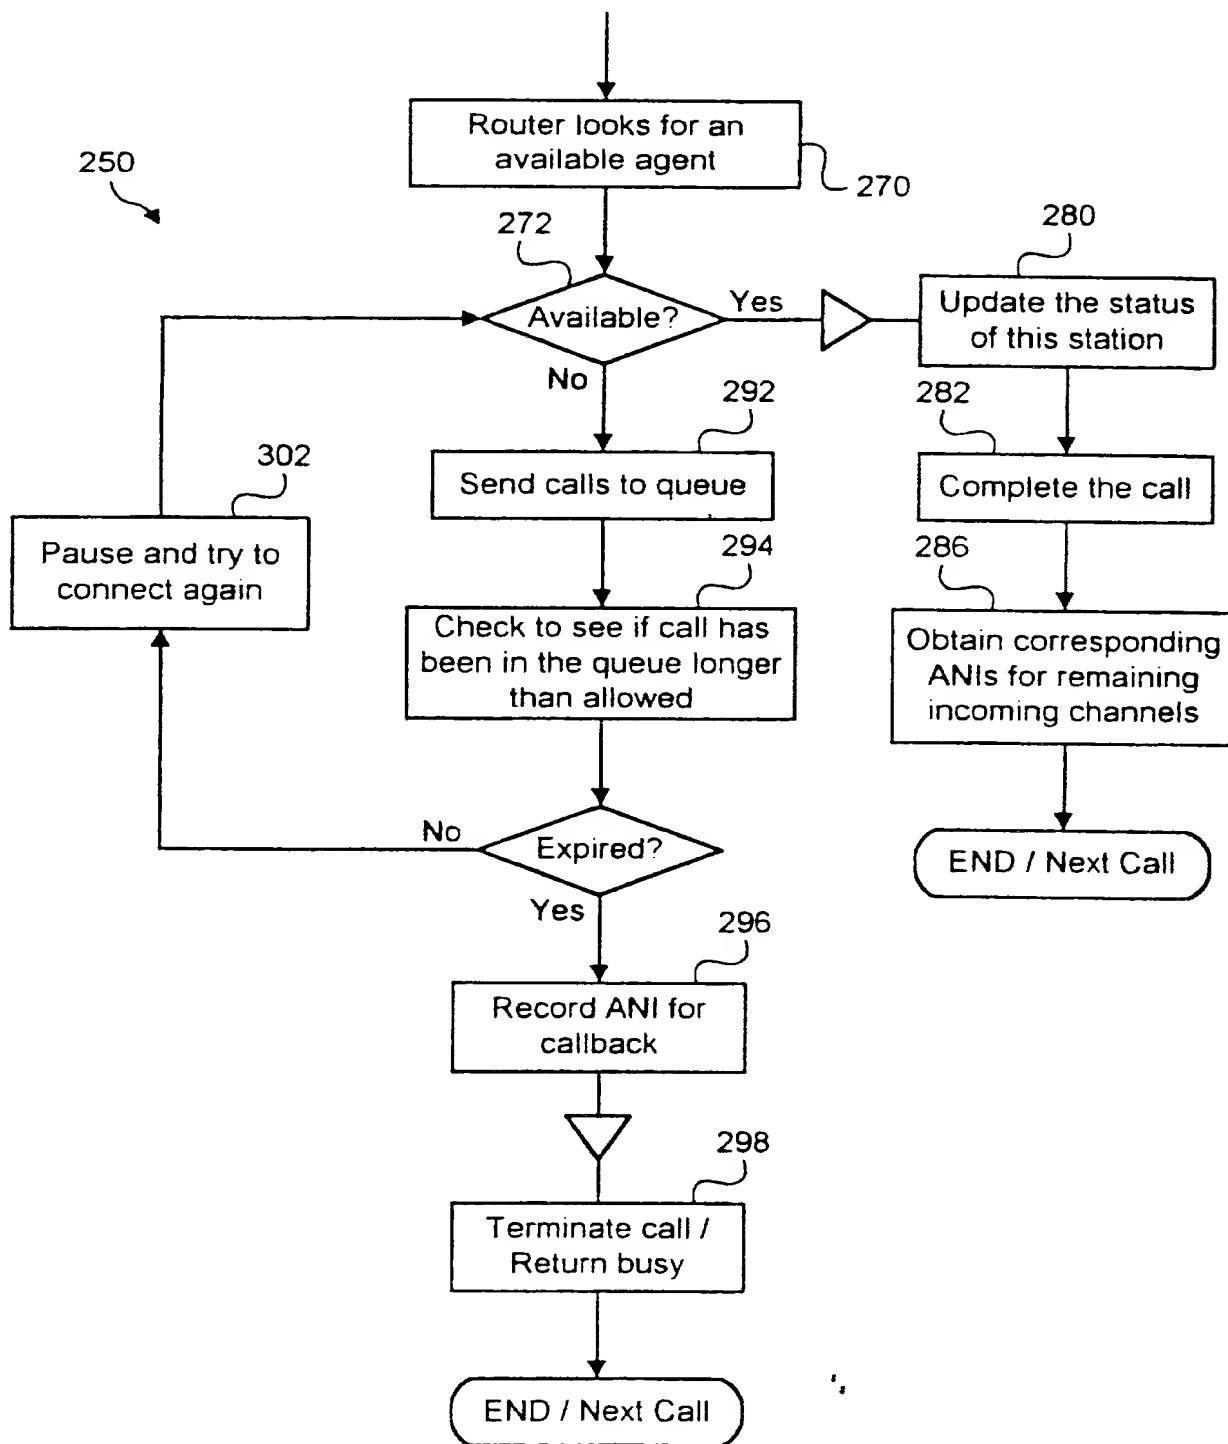 Router looks for an
available agent
250
270
272
280
Available?
Yes
Update the status
of this station
No
292
282
302
Send calls to queue
Complete the call
Pause and try to
connect again
294
286
Check to see if call has
been in the queue longer
than allowed
Obtain corresponding
ANIs for remaining
incoming channels
No
Expired?
END / Next Call
Yes
296
Record ANI for
callback
298
Terminate call /
Return busy
END / Next Call